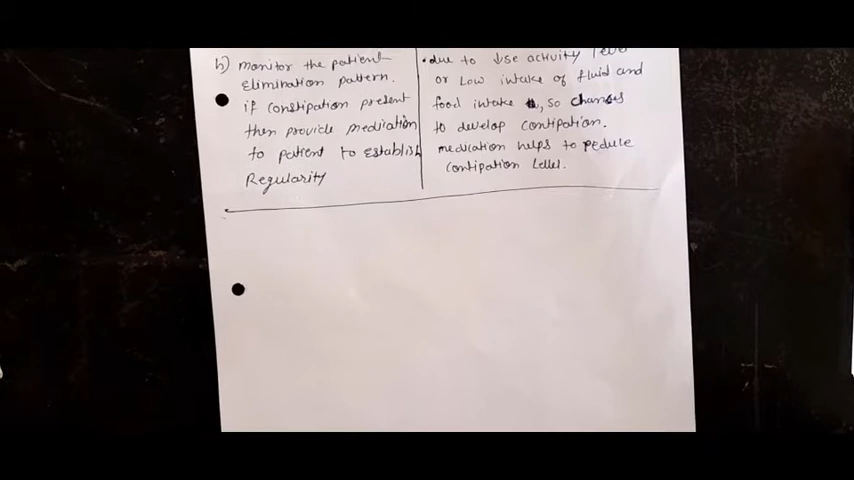 h) monitor the patient
elimination pattern.
if constipation present
then provide medication
to patient to establish
Regularity
• due to ↓se activity level
or Low intake of fluid and
food intake, so changes
to develop contipation.
medication helps to reduce
contipation Level.